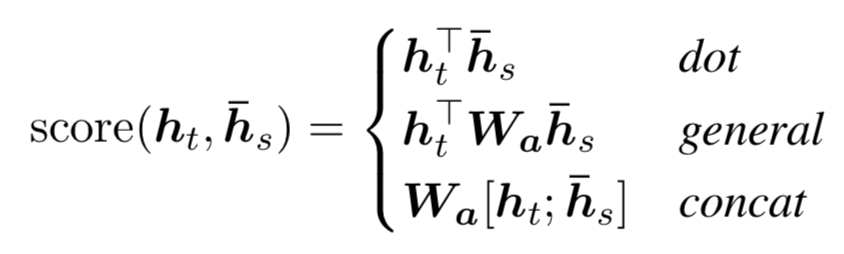 h_t^⊤ h̄_s dot
score(h_t, h̄_s) = { h_t^⊤ W_a h̄_s general
W_a[h_t; h̄_s] concat